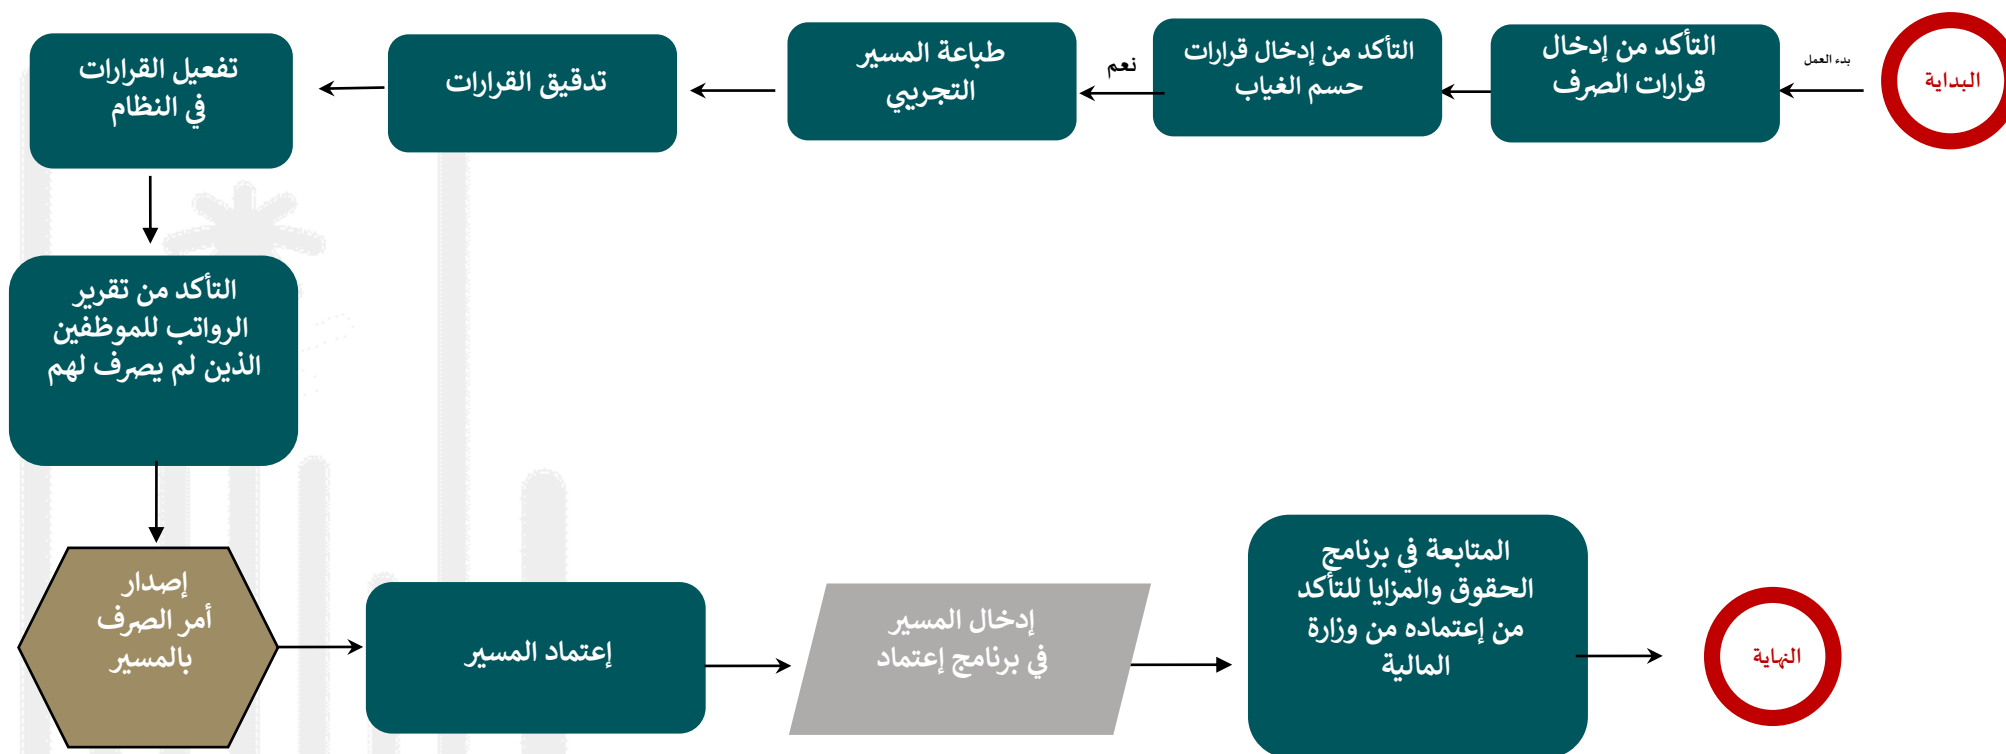 البداية
بدء العمل
التأكد من إدخال
قرارات الصرف
التأكد من إدخال قرارات
حسم الغياب
نعم
طباعة المسير
التجريبي
تدقيق القرارات
تفعيل القرارات
في النظام
التأكد من تقرير
الرواتب للموظفين
الذين لم يصرف لهم
إصدار
أمر الصرف
بالمسير
إعتماد المسير
إدخال المسير
في برنامج إعتماد
المتابعة في برنامج
الحقوق والمزايا للتأكد
من إعتماده من وزارة
المالية
النهاية